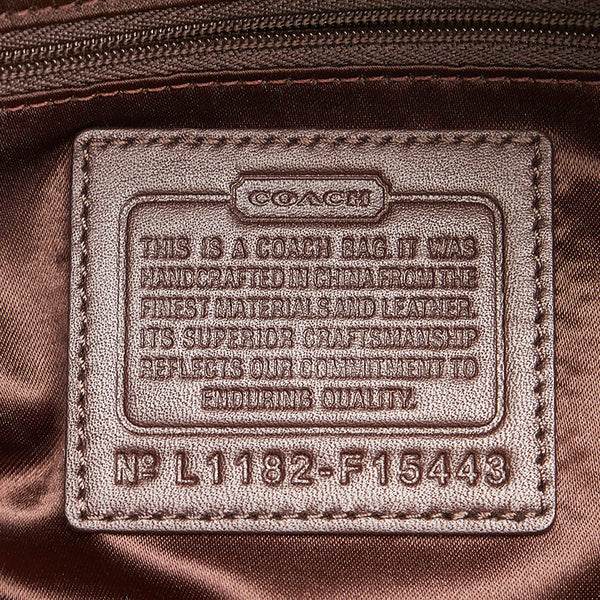 COACH
THIS IS A COACH BAG. IT WAS
HANDCRAFTED IN CHINA FROM THE
FINEST MATERIALS AND LEATHER.
ITS SUPERIOR CRAFTSMANSHIP
REFLECTS OUR COMMITMENT TO
ENDURING QUALITY.
Nº L1182-F15443